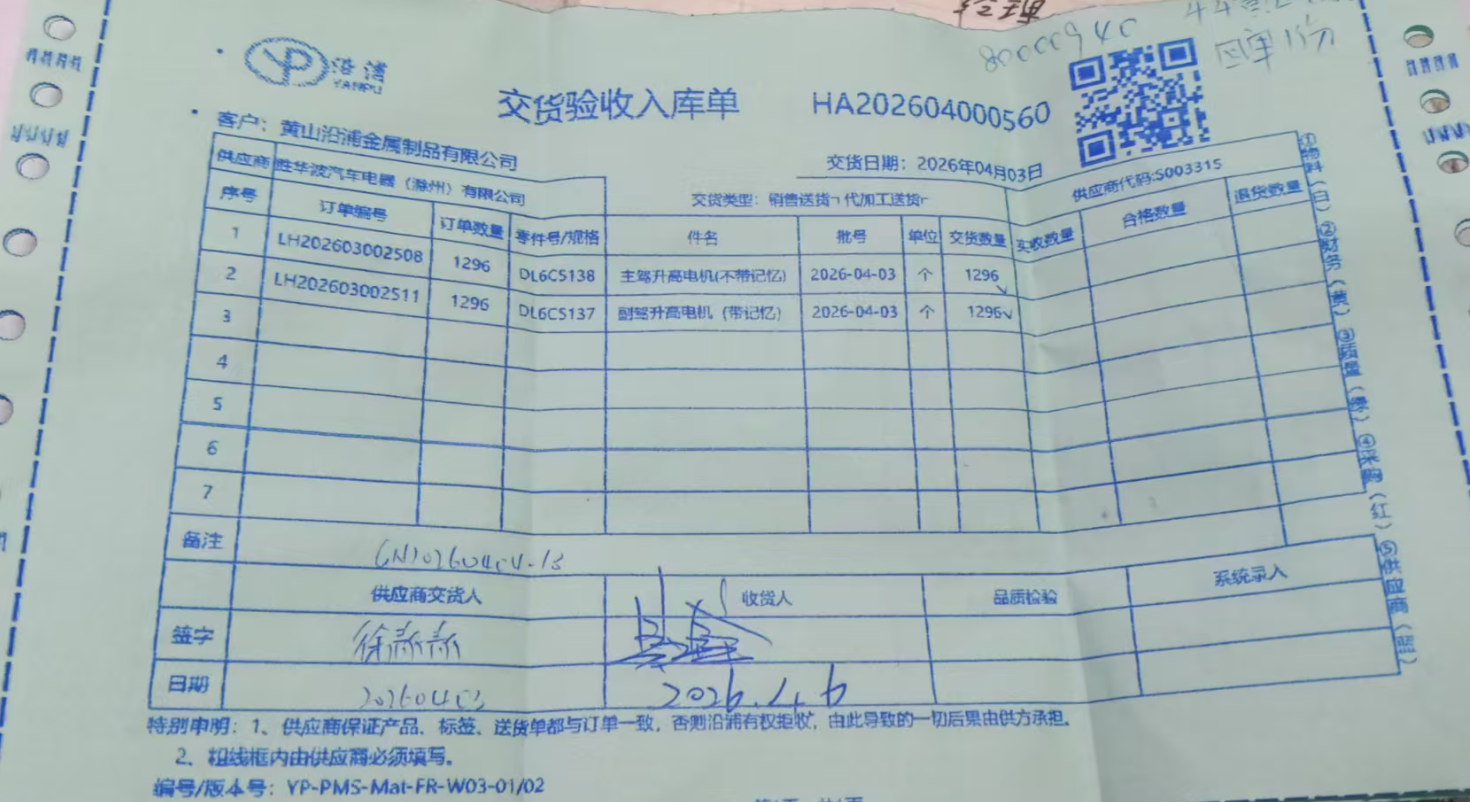 经理
8000094C
回单1份
沿浦
YANPU
交货验收入库单 HA202604000560
客户：黄山沿浦金属制品有限公司
交货日期：2026年04月03日
供应商 胜华波汽车电器（滁州）有限公司
交货类型：销售送货 代加工送货
供应商代码:S003315
序号 订单编号 订单数量 零件号/规格 件名 批号 单位 交货数量 实收数量 合格数量 退货数量
1 LH202603002508 1296 DL6C5138 主驾升高电机(不带记忆) 2026-04-03 个 1296
2 LH202603002511 1296 DL6C5137 副驾升高电机（带记忆） 2026-04-03 个 1296
3
4
5
6
7
备注
供应商交货人 收货人 品质检验 系统录入
签字 徐新新
日期 20260403 2026.4.6
特别申明：1、供应商保证产品、标签、送货单都与订单一致，否则沿浦有权拒收，由此导致的一切后果由供方承担。
2、粗线框内由供应商必须填写。
编号/版本号：YP-PMS-Mat-FR-W03-01/02
①物料（白）②财务（黄）③质量（绿）④采购（红）⑤供应商（蓝）